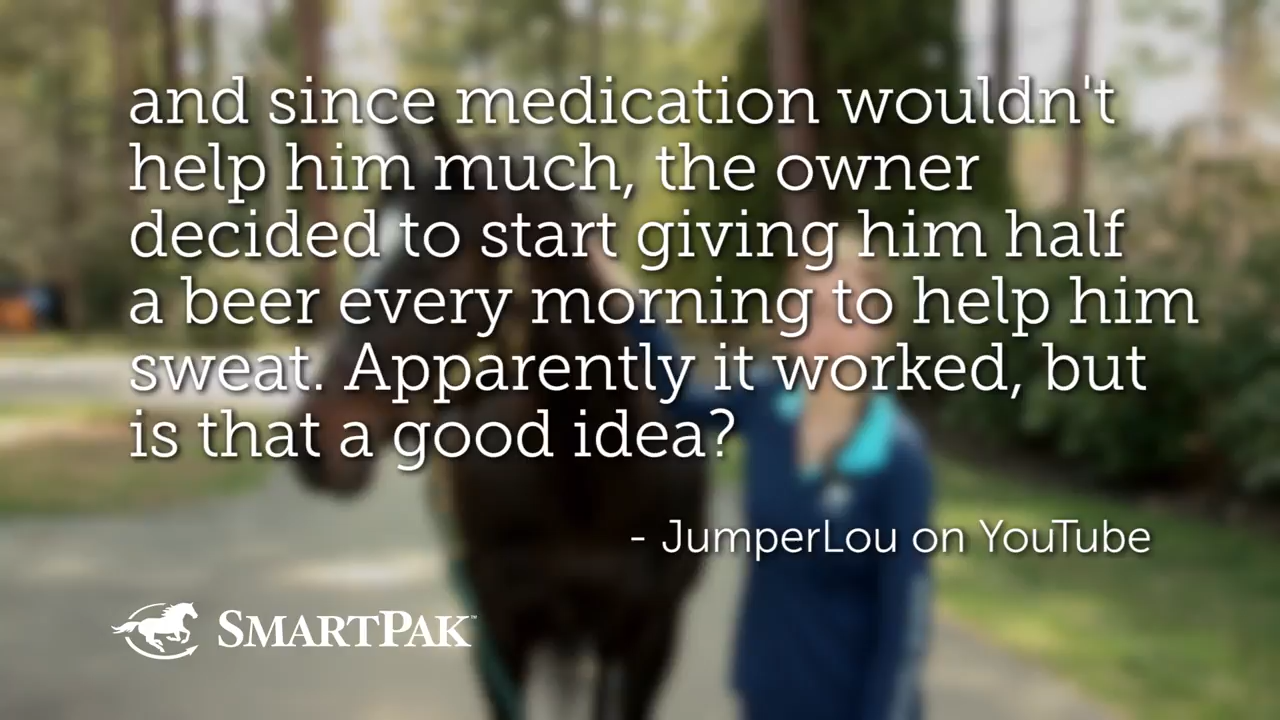 and since medication wouldn't
help him much, the owner
decided to start giving him half
a beer every morning to help him
sweat. Apparently it worked, but
is that a good idea?
- JumperLou on YouTube
SMARTPAK™